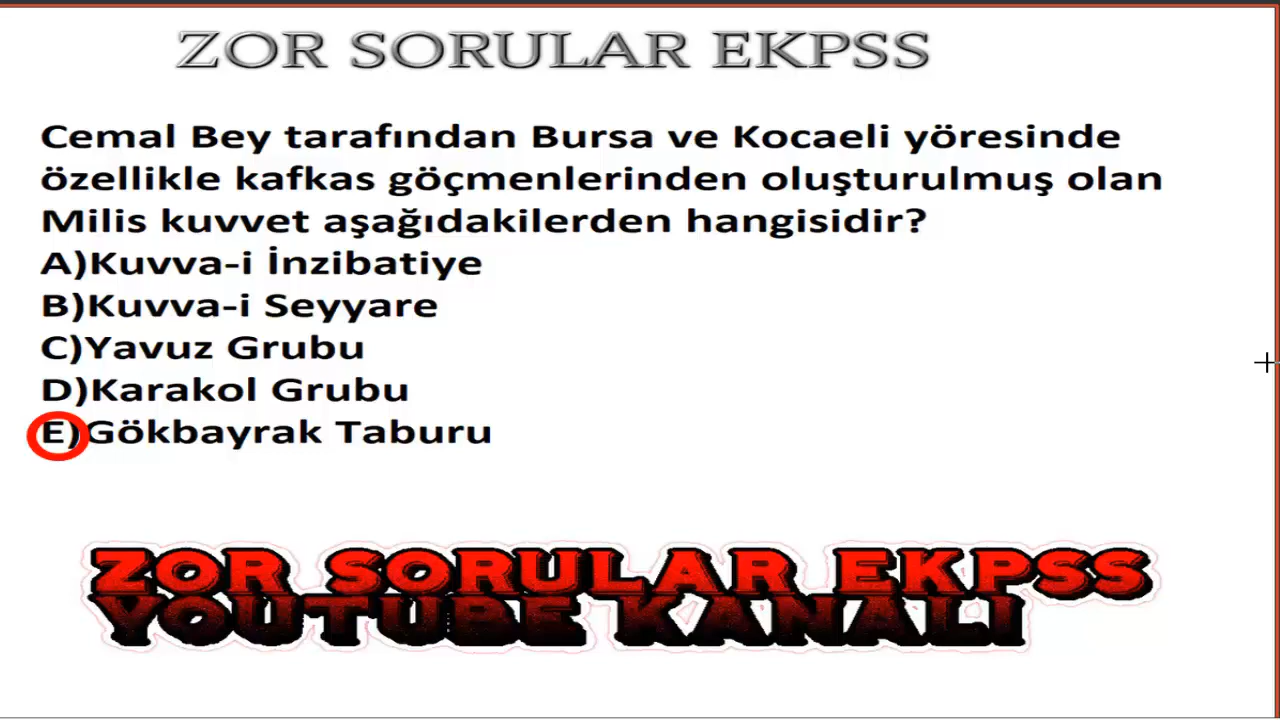 ZOR SORULAR EKPSS
Cemal Bey tarafından Bursa ve Kocaeli yöresinde
özellikle kafkas göçmenlerinden oluşturulmuş olan
Milis kuvvet aşağıdakilerden hangisidir?
A)Kuvva-i İnzibatiye
B)Kuvva-i Seyyare
C)Yavuz Grubu
D)Karakol Grubu
E)Gökbayrak Taburu
ZOR SORULAR EKPSS
YOUTUBE KANALI